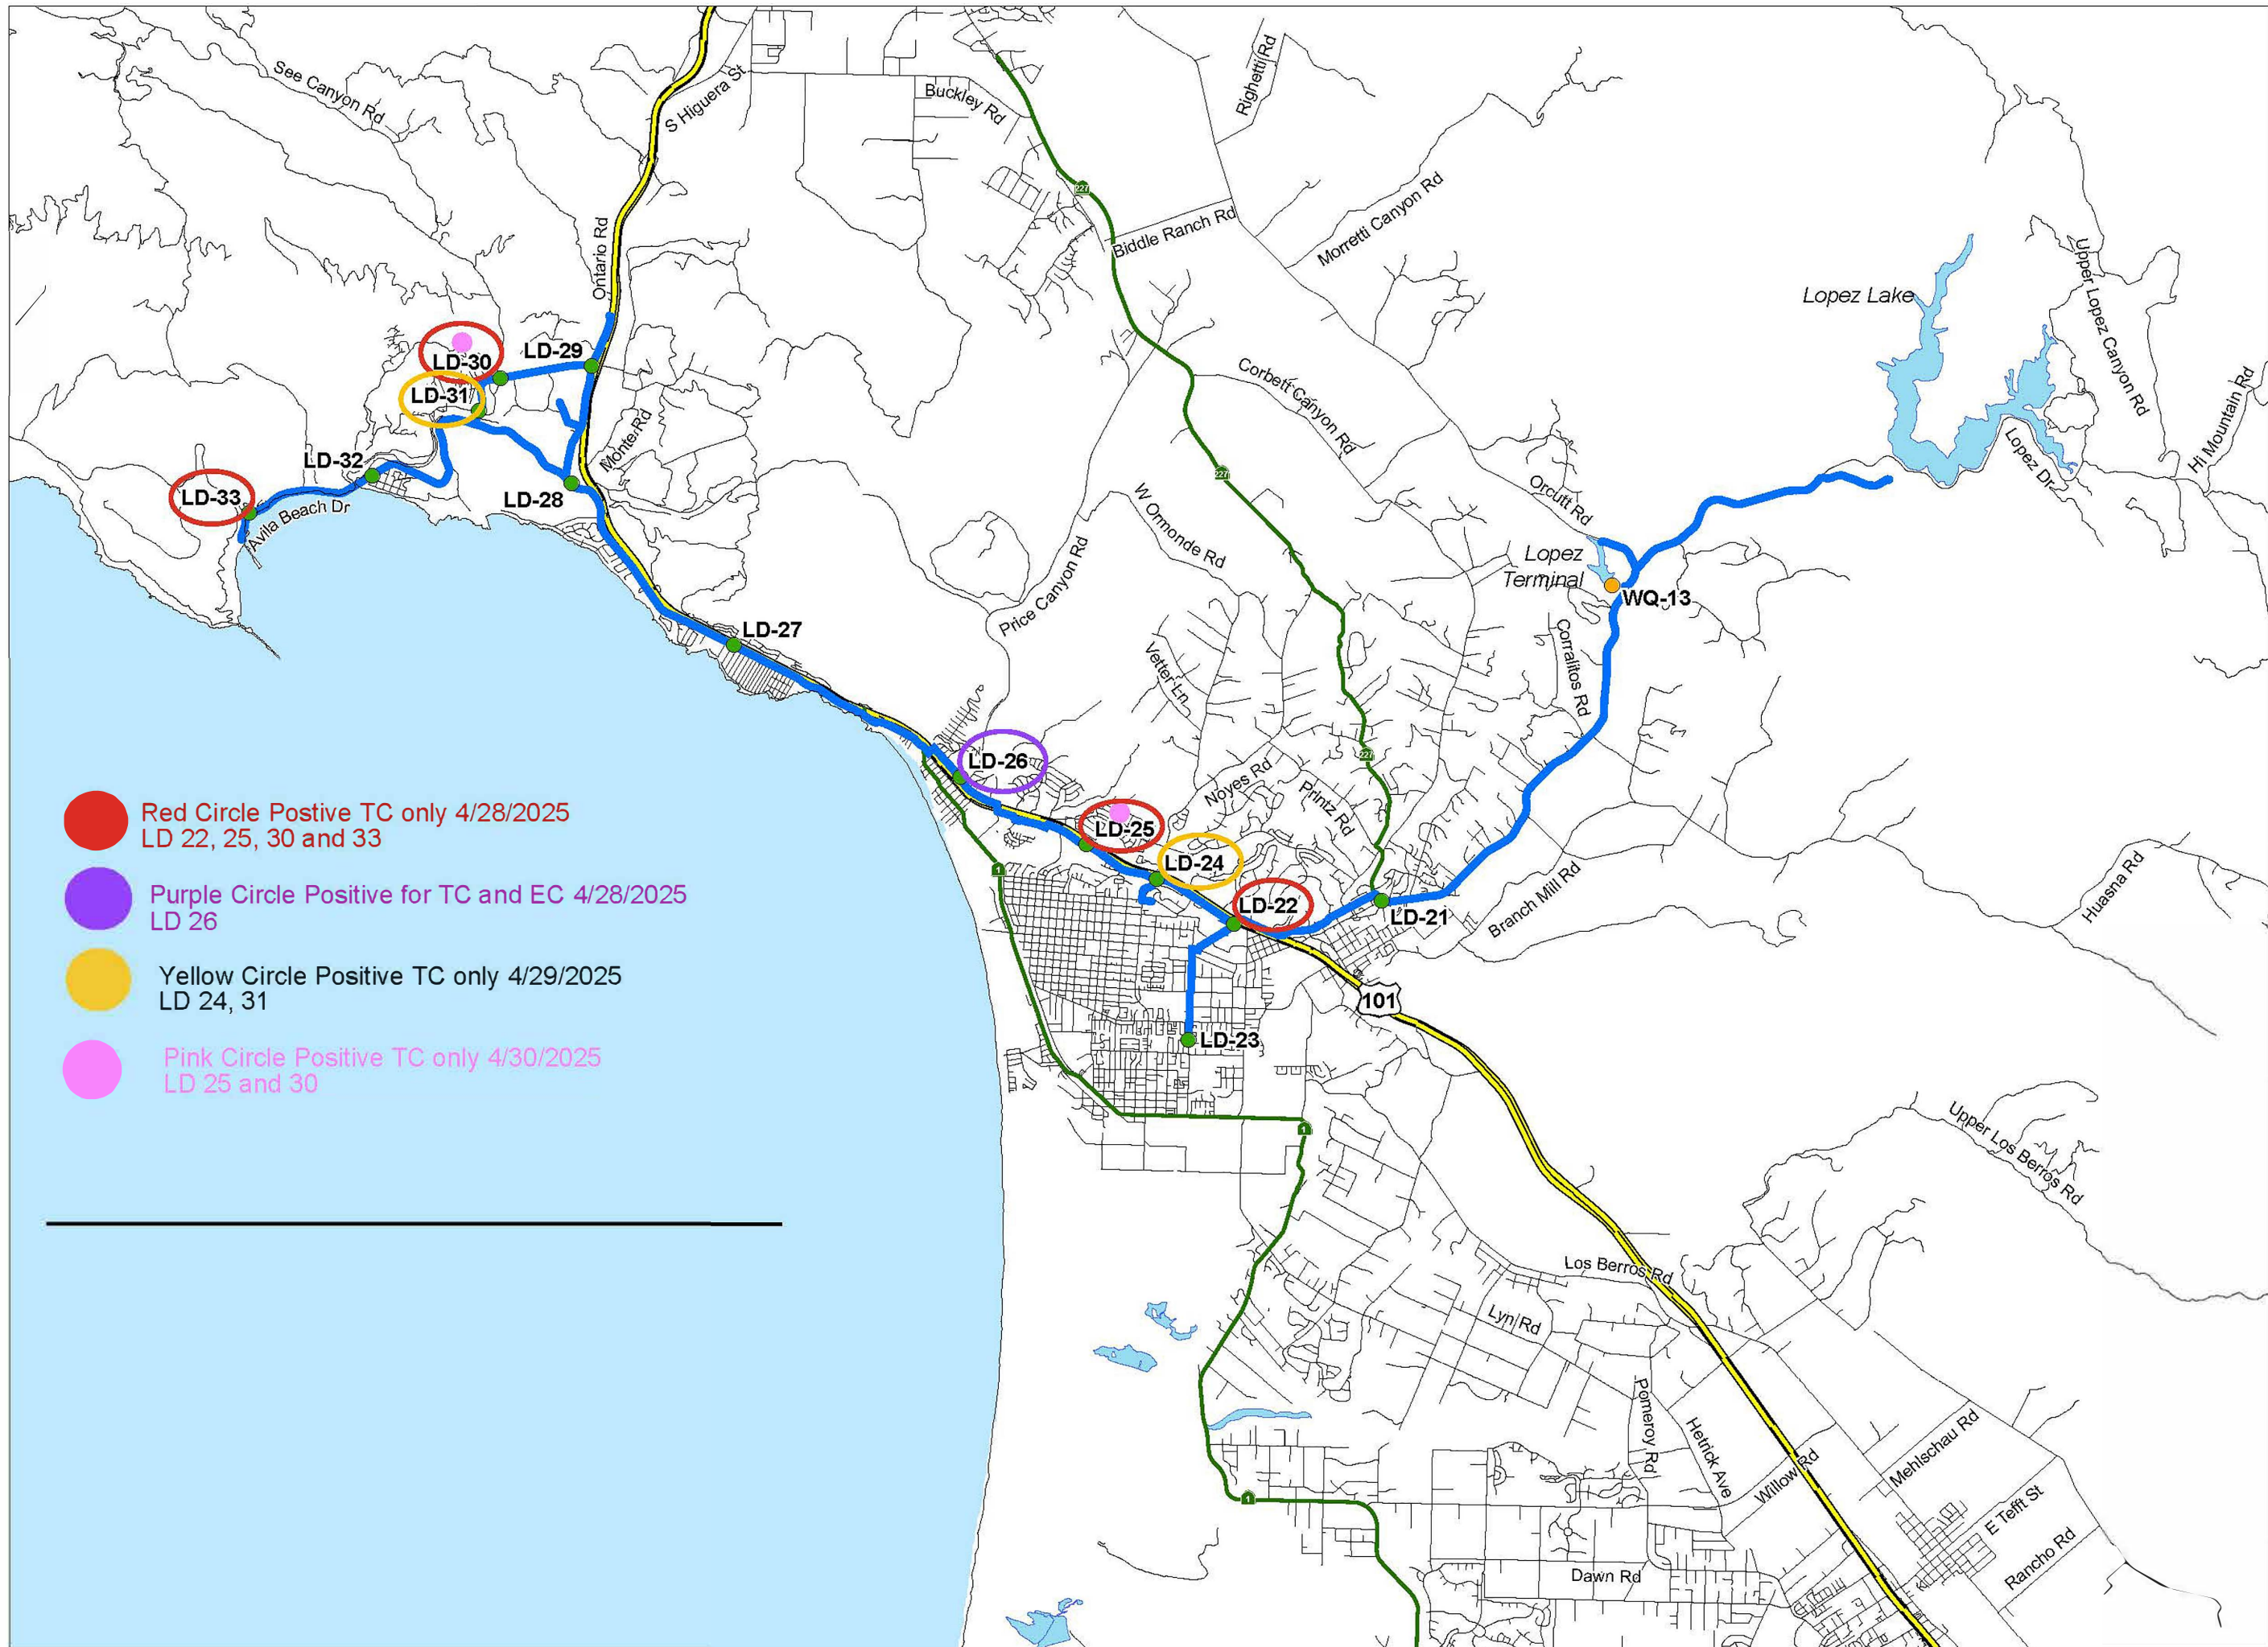 See Canyon Rd
S Higuera St
Buckley Rd
Righetti Rd
227
Biddle Ranch Rd
Morretti Canyon Rd
Ontario Rd
Upper Lopez Canyon Rd
Lopez Lake
LD-30
LD-29
LD-31
Corbett Canyon Rd
Hi Mountain Rd
Monte Rd
LD-32
LD-28
LD-33
Avila Beach Dr
227
Lopez Dr
Orcutt Rd
W Ormonde Rd
Lopez
Terminal
WQ-13
Price Canyon Rd
LD-27
Corralitos Rd
Vetter Ln
227
LD-26
Noyes Rd
Printz Rd
LD-25
LD-24
LD-22
LD-21
Branch Mill Rd
Huasna Rd
1
101
LD-23
Red Circle Postive TC only 4/28/2025
LD 22, 25, 30 and 33
Purple Circle Positive for TC and EC 4/28/2025
LD 26
Yellow Circle Positive TC only 4/29/2025
LD 24, 31
Pink Circle Positive TC only 4/30/2025
LD 25 and 30
1
Upper Los Berros Rd
Los Berros Rd
Lyn Rd
Pomeroy Rd
Hetrick Ave
Willow Rd
Mehlschau Rd
E Tefft St
Rancho Rd
1
Dawn Rd